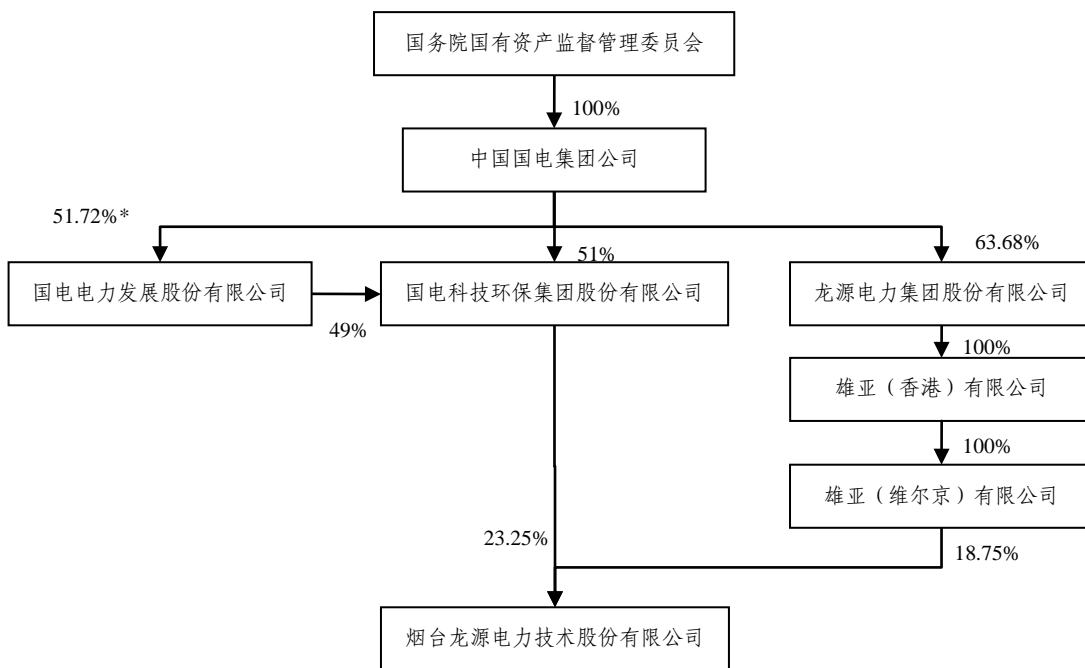 国务院国有资产监督管理委员会
100%
中国国电集团公司
51.72%*
51%
63.68%
国电电力发展股份有限公司
49%
国电科技环保集团股份有限公司
龙源电力集团股份有限公司
100%
雄亚（香港）有限公司
100%
雄亚（维尔京）有限公司
23.25%
18.75%
烟台龙源电力技术股份有限公司